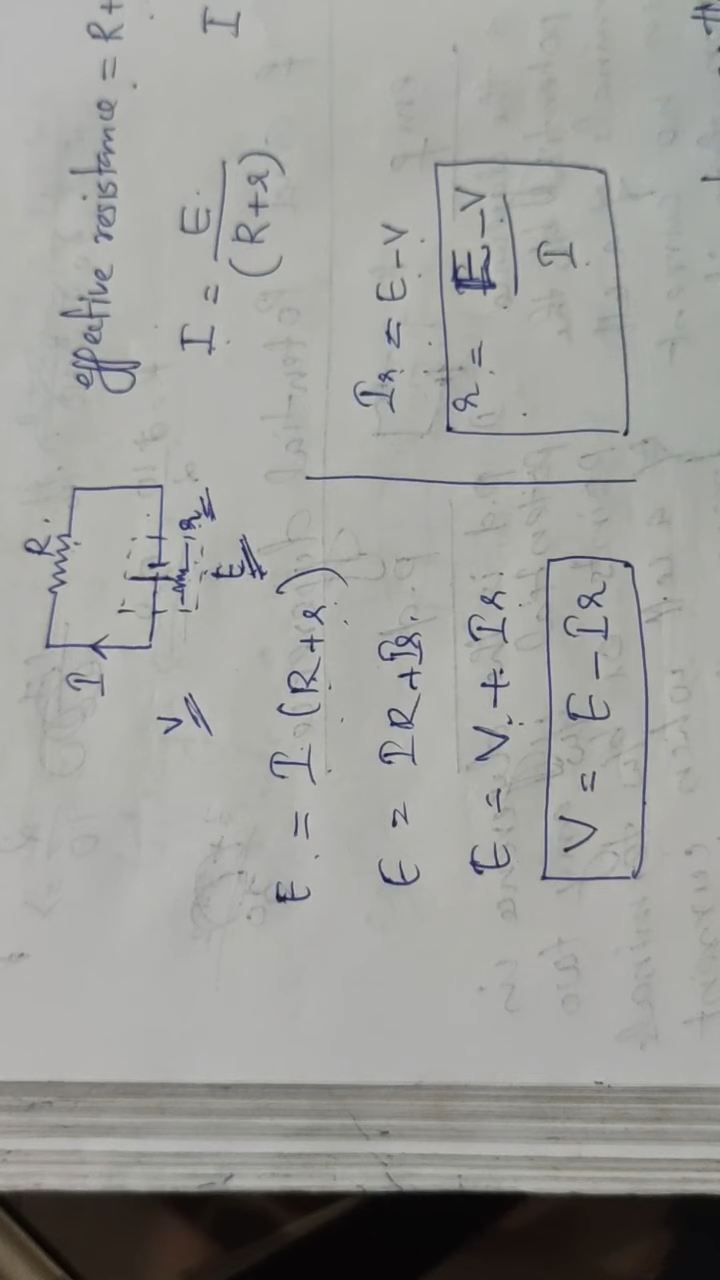 R
I
r
E
V
effective resistance = R+
I = E/(R+r)
I
E = I (R+r)
E = IR + Ir
E = V + Ir
V = E - Ir
Ir = E - V
r = E - V / I